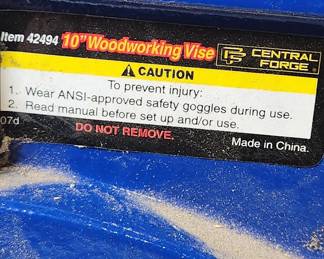 Item 42494 10" Woodworking Vise CENTRAL FORGE®
CAUTION
To prevent injury:
1. Wear ANSI-approved safety goggles during use.
2. Read manual before set up and/or use.
07d
DO NOT REMOVE.
Made in China.